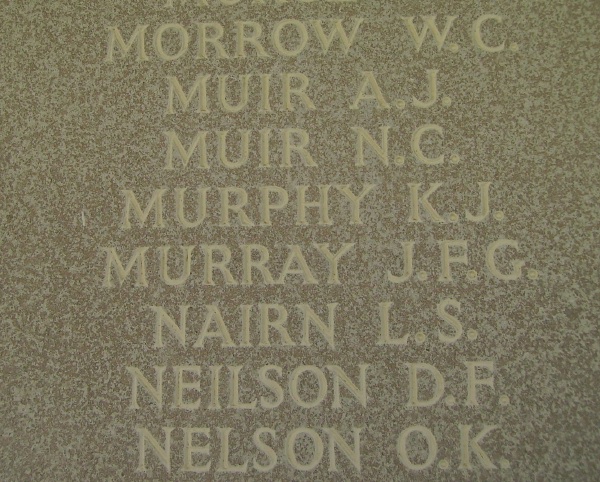 MORROW W.C.
MUIR A.J.
MUIR N.C.
MURPHY K.J.
MURRAY J.F.G.
NAIRN L.S.
NEILSON D.F.
NELSON O.K.